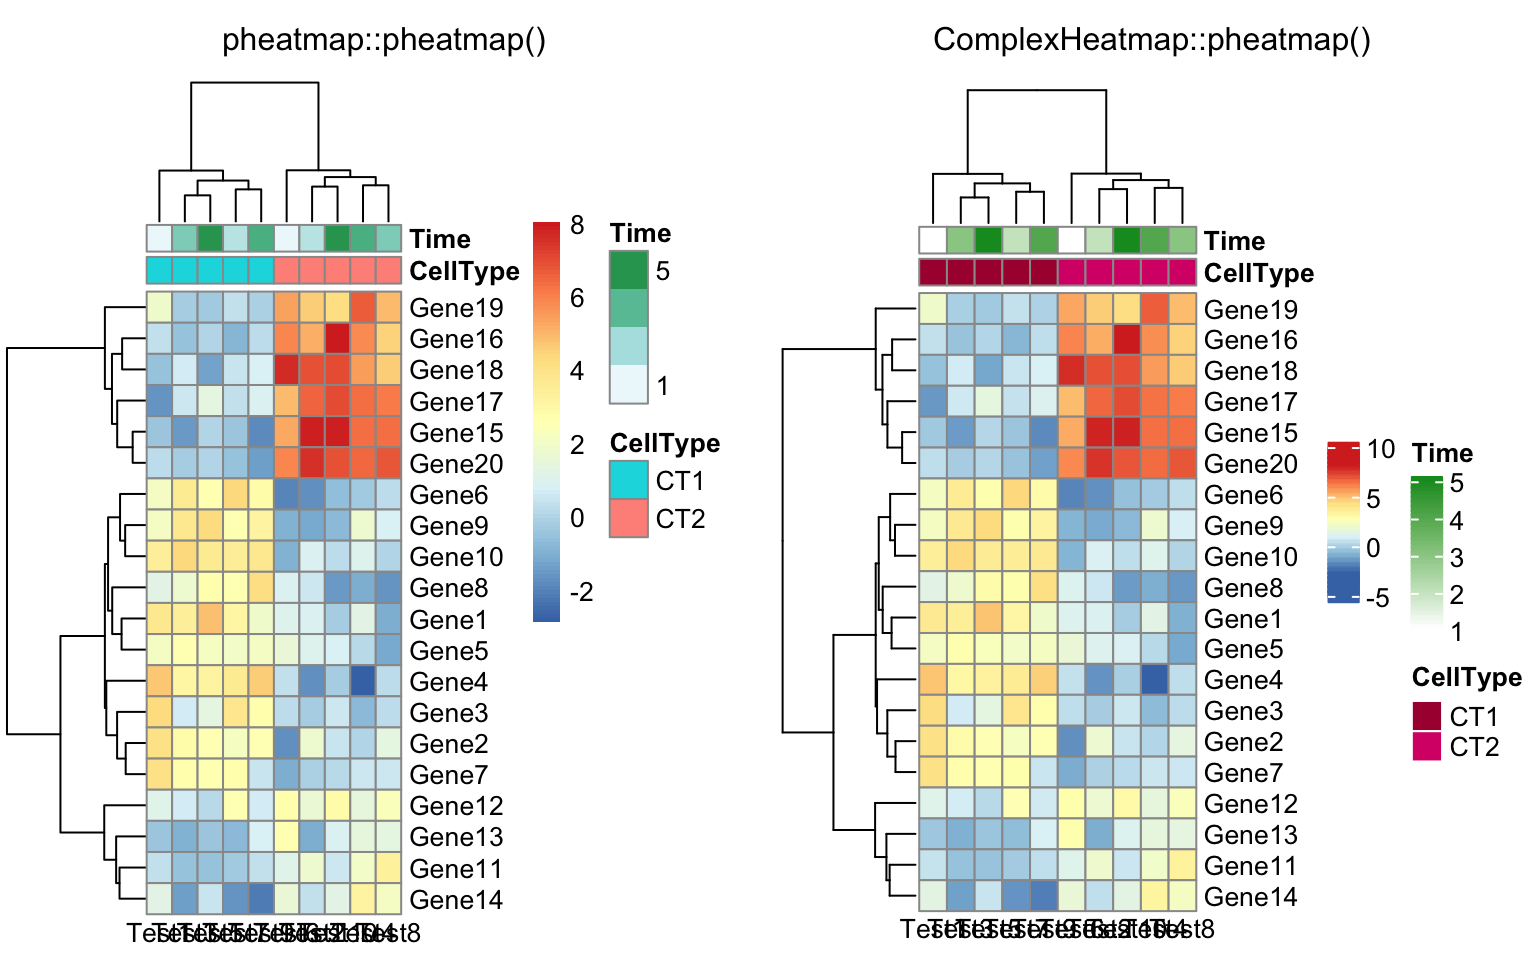 pheatmap::pheatmap()
Time
CellType
Gene19
Gene16
Gene18
Gene17
Gene15
Gene20
Gene6
Gene9
Gene10
Gene8
Gene1
Gene5
Gene4
Gene3
Gene2
Gene7
Gene12
Gene13
Gene11
Gene14
8
6
4
2
0
-2
Time
5
1
CellType
CT1
CT2
ComplexHeatmap::pheatmap()
Time
CellType
Gene19
Gene16
Gene18
Gene17
Gene15
Gene20
Gene6
Gene9
Gene10
Gene8
Gene1
Gene5
Gene4
Gene3
Gene2
Gene7
Gene12
Gene13
Gene11
Gene14
10
5
0
-5
Time
5
4
3
2
1
CellType
CT1
CT2